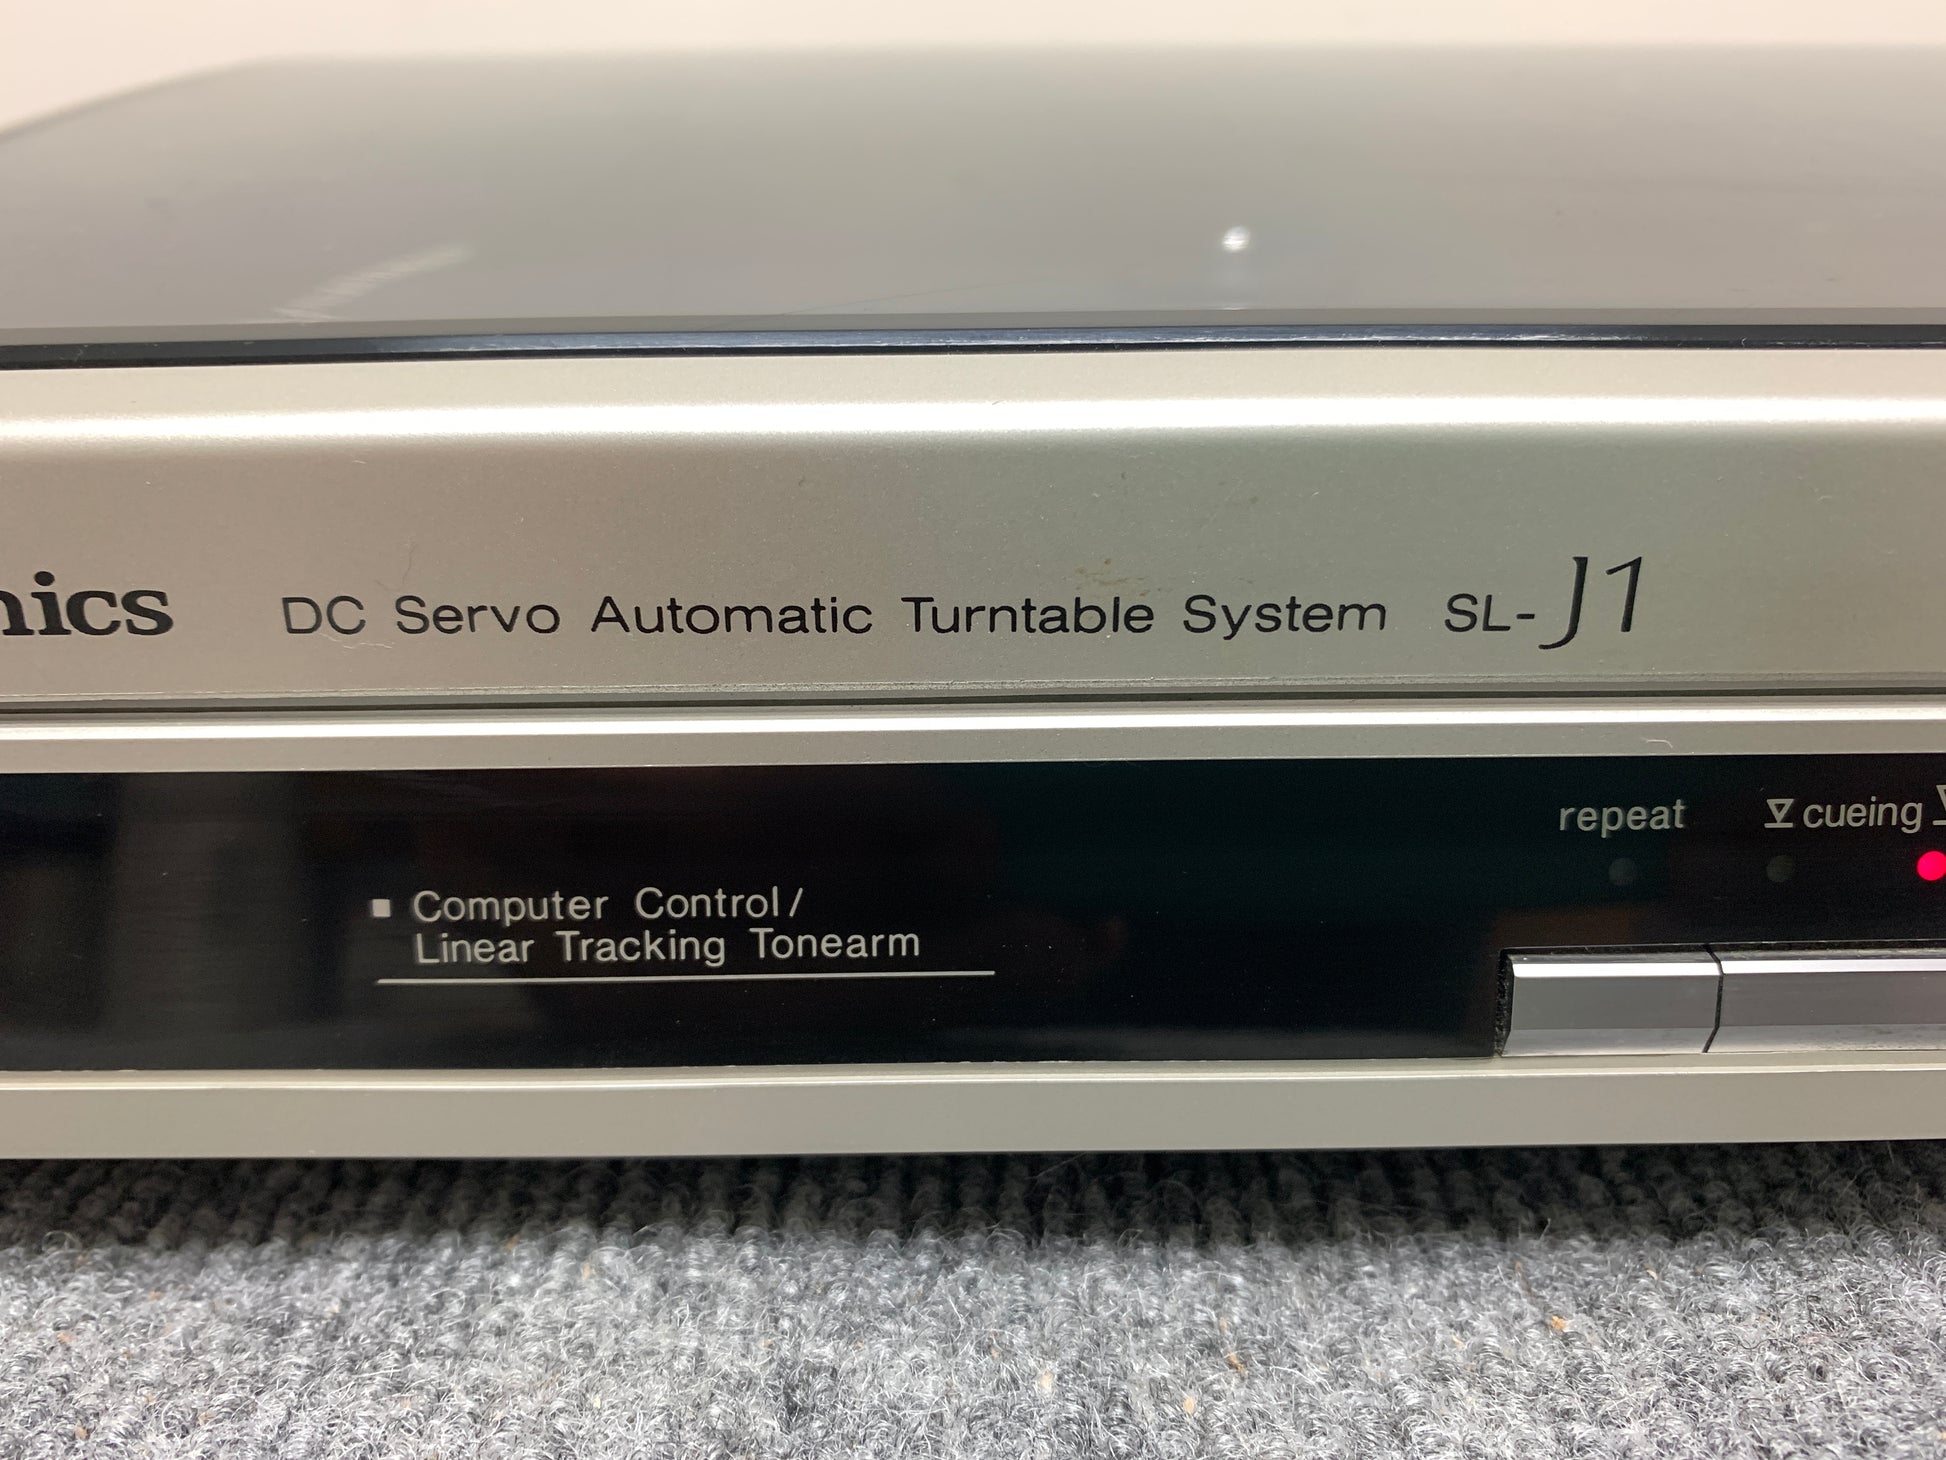 nics DC Servo Automatic Turntable System SL-J1
repeat cueing
Computer Control/
Linear Tracking Tonearm